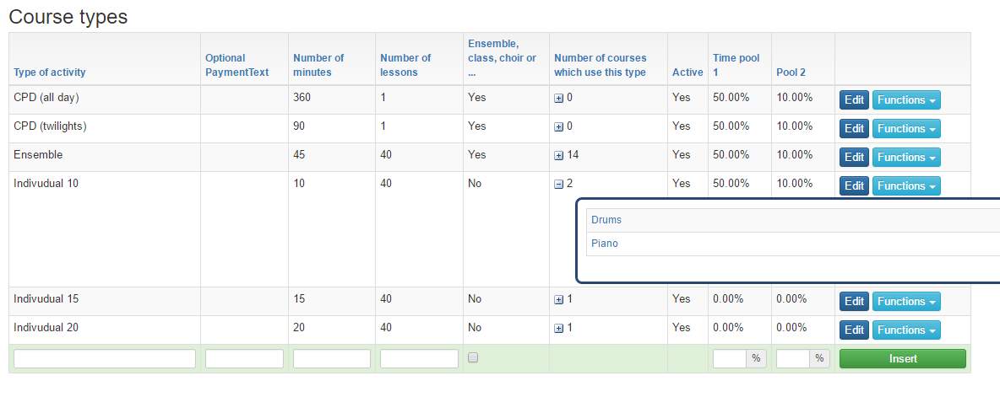 Course types
Type of activity Optional PaymentText Number of minutes Number of lessons Ensemble, class, choir or ... Number of courses which use this type Active Time pool 1 Pool 2
CPD (all day) 360 1 Yes 0 Yes 50.00% 10.00% Edit Functions
CPD (twilights) 90 1 Yes 0 Yes 50.00% 10.00% Edit Functions
Ensemble 45 40 Yes 14 Yes 50.00% 10.00% Edit Functions
Indivudual 10 10 40 No 2 Yes 50.00% 10.00% Edit Functions
Drums
Piano
Indivudual 15 15 40 No 1 Yes 0.00% 0.00% Edit Functions
Indivudual 20 20 40 No 1 Yes 0.00% 0.00% Edit Functions
% % Insert